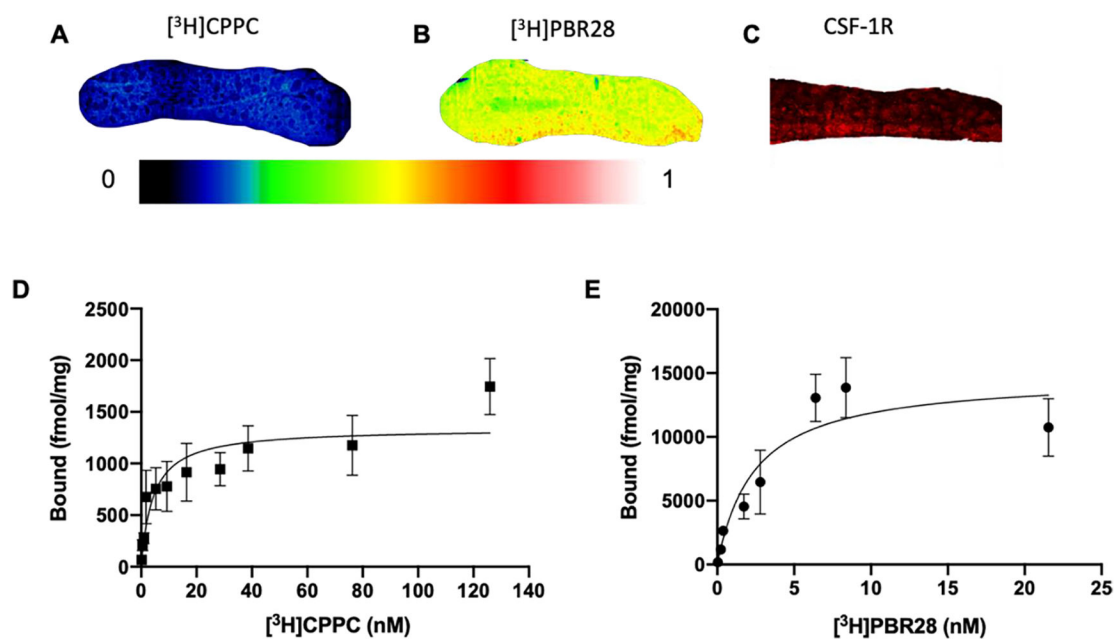 A
[³H]CPPC
B
[³H]PBR28
C
CSF-1R
0
1
D
2500
2000
1500
1000
500
0
Bound (fmol/mg)
0 20 40 60 80 100 120 140
[³H]CPPC (nM)
E
20000
15000
10000
5000
0
Bound (fmol/mg)
0 5 10 15 20 25
[³H]PBR28 (nM)